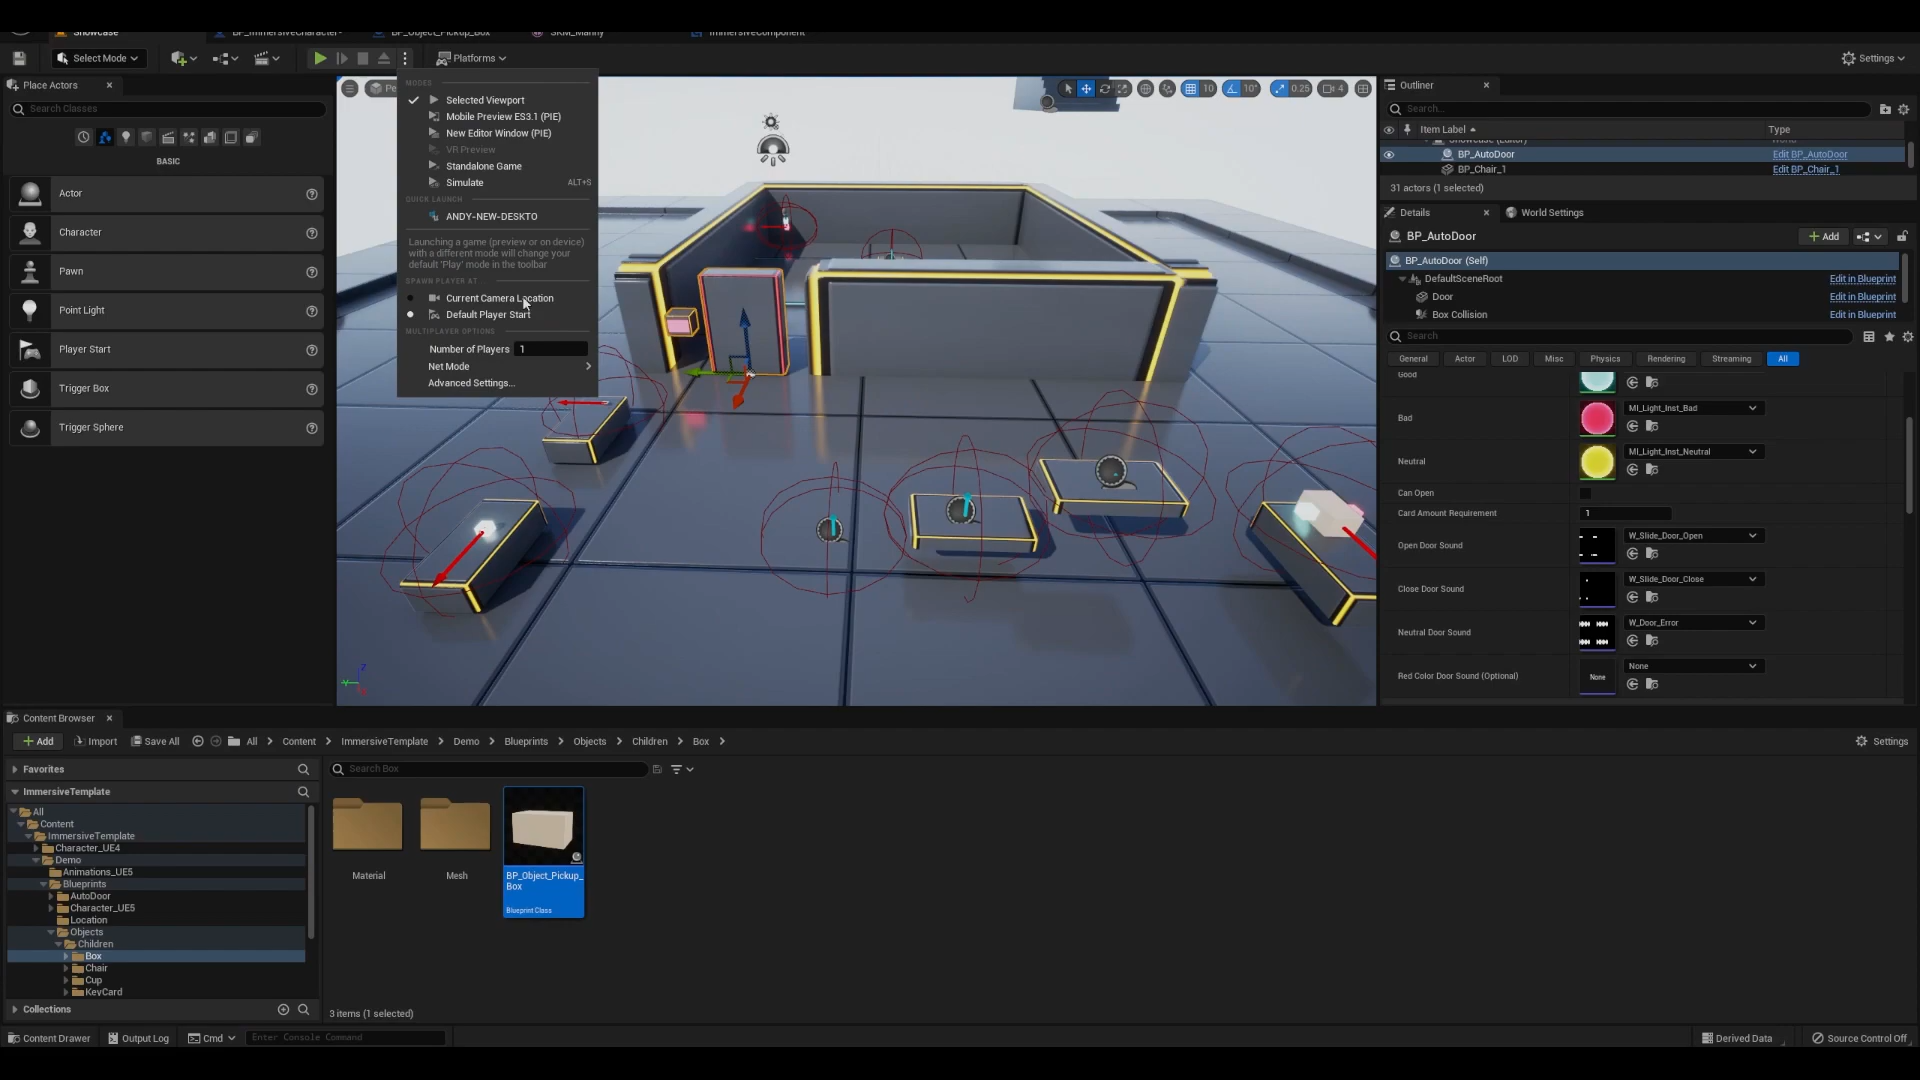 Showcase
BP_ImmersiveCharacter*
BP_Object_Pickup_Box
SKM_Manny
ImmersiveComponent
Select Mode
Platforms
Settings
Place Actors
Search Classes
BASIC
Actor
Character
Pawn
Point Light
Player Start
Trigger Box
Trigger Sphere
MODES
Selected Viewport
Mobile Preview ES3.1 (PIE)
New Editor Window (PIE)
VR Preview
Standalone Game
Simulate ALT+S
QUICK LAUNCH
ANDY-NEW-DESKTO
Launching a game (preview or on device)
with a different mode will change your
default 'Play' mode in the toolbar
SPAWN PLAYER AT...
Current Camera Location
Default Player Start
MULTIPLAYER OPTIONS
Number of Players 1
Net Mode
Advanced Settings...
10 10° 0.25 4
Outliner
Search...
Item Label Type
Showcase (Editor) World
BP_AutoDoor Edit BP_AutoDoor
BP_Chair_1 Edit BP_Chair_1
31 actors (1 selected)
Details World Settings
BP_AutoDoor Add
BP_AutoDoor (Self)
DefaultSceneRoot Edit in Blueprint
Door Edit in Blueprint
Box Collision Edit in Blueprint
Search
General Actor LOD Misc Physics Rendering Streaming All
Good
Bad MI_Light_Inst_Bad
Neutral MI_Light_Inst_Neutral
Can Open
Card Amount Requirement 1
Open Door Sound W_Slide_Door_Open
Close Door Sound W_Slide_Door_Close
Neutral Door Sound W_Door_Error
Red Color Door Sound (Optional) None None
Content Browser
Add Import Save All All Content ImmersiveTemplate Demo Blueprints Objects Children Box Settings
Favorites
ImmersiveTemplate
All
Content
ImmersiveTemplate
Character_UE4
Demo
Animations_UE5
Blueprints
AutoDoor
Character_UE5
Location
Objects
Children
Box
Chair
Cup
KeyCard
Collections
Search Box
Material
Mesh
BP_Object_Pickup_
Box
Blueprint Class
3 items (1 selected)
Content Drawer Output Log Cmd Enter Console Command Derived Data Source Control Off